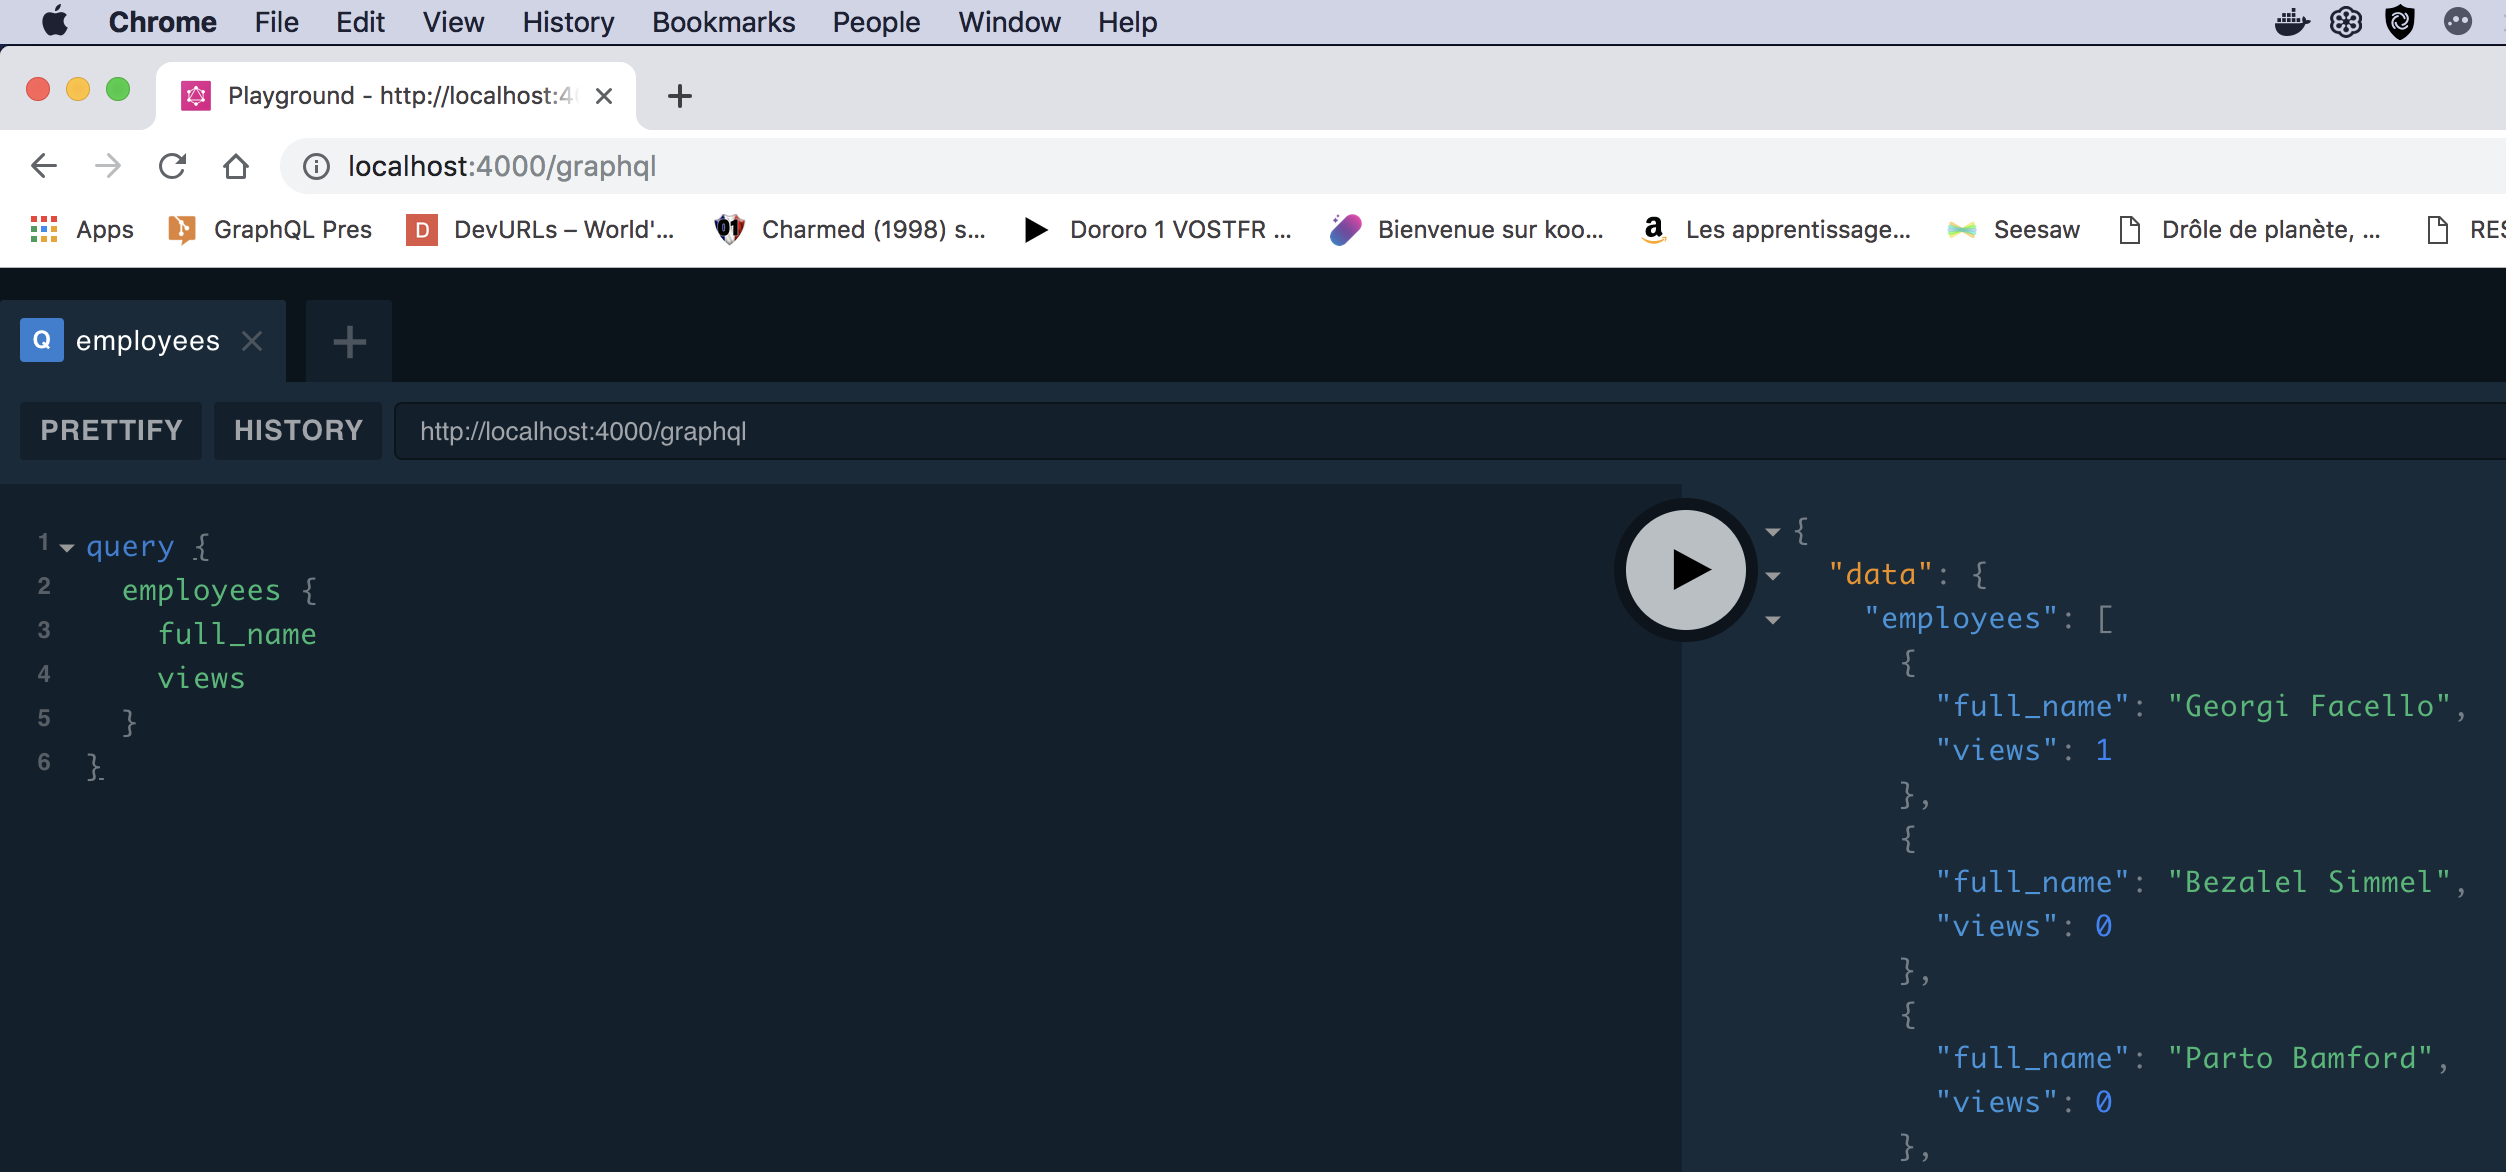 Chrome File Edit View History Bookmarks People Window Help
Playground - http://localhost:4
localhost:4000/graphql
Apps GraphQL Pres D DevURLs – World'... 01 Charmed (1998) s... Dororo 1 VOSTFR ... Bienvenue sur koo... a Les apprentissage... Seesaw Drôle de planète, ... RES
Q employees
PRETTIFY HISTORY http://localhost:4000/graphql
1 query {
2 employees {
3 full_name
4 views
5 }
6 }
{
"data": {
"employees": [
{
"full_name": "Georgi Facello",
"views": 1
},
{
"full_name": "Bezalel Simmel",
"views": 0
},
{
"full_name": "Parto Bamford",
"views": 0
},